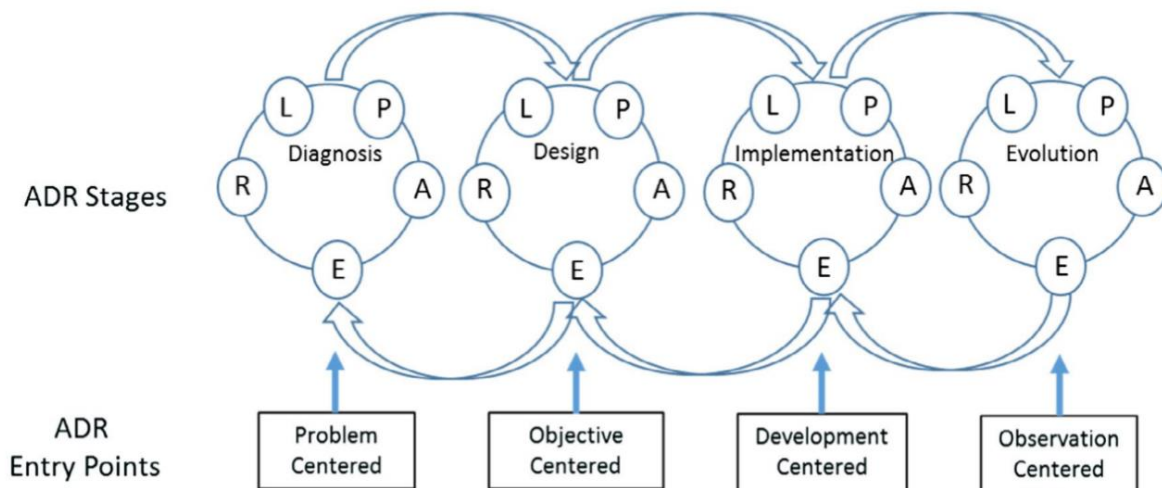 L P L P L P L P
Diagnosis Design Implementation Evolution
ADR Stages R A R A R A R A
E E E E
ADR
Entry Points
Problem
Centered
Objective
Centered
Development
Centered
Observation
Centered